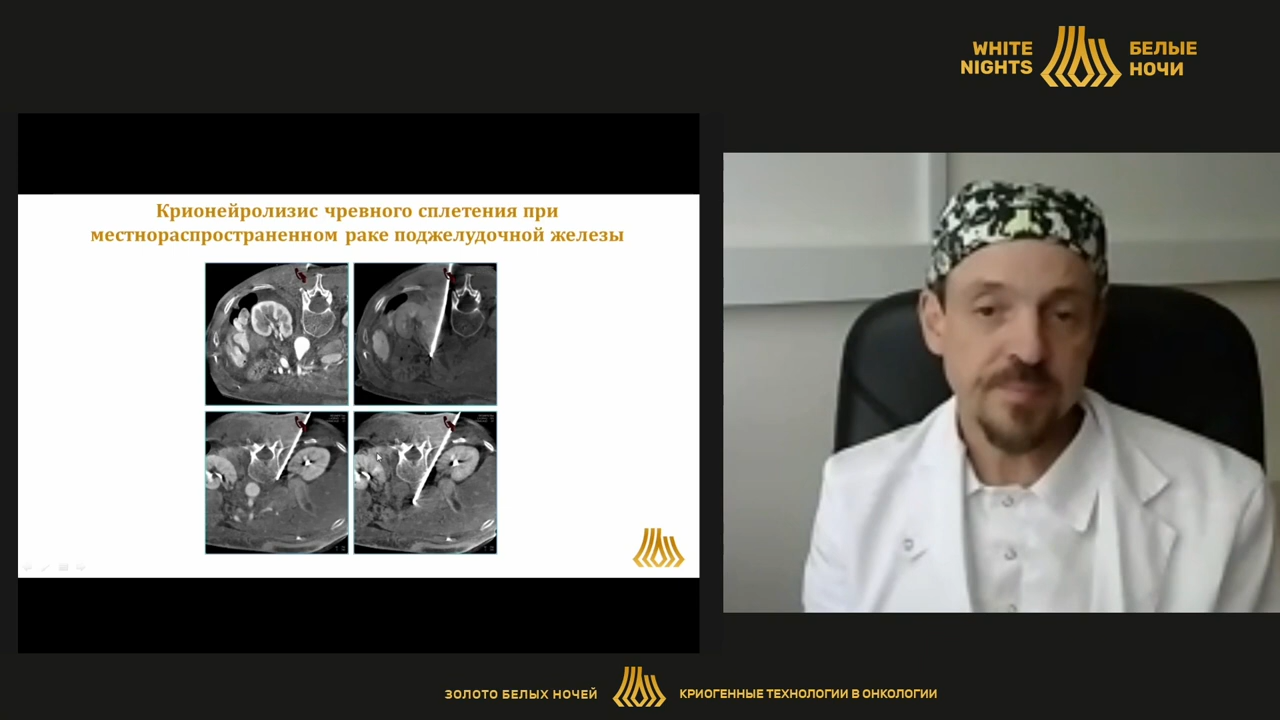 WHITE
NIGHTS
БЕЛЫЕ
НОЧИ
Крионейролизис чревного сплетения при
местнораспространенном раке поджелудочной железы
ЗОЛОТО БЕЛЫХ НОЧЕЙ
КРИОГЕННЫЕ ТЕХНОЛОГИИ В ОНКОЛОГИИ